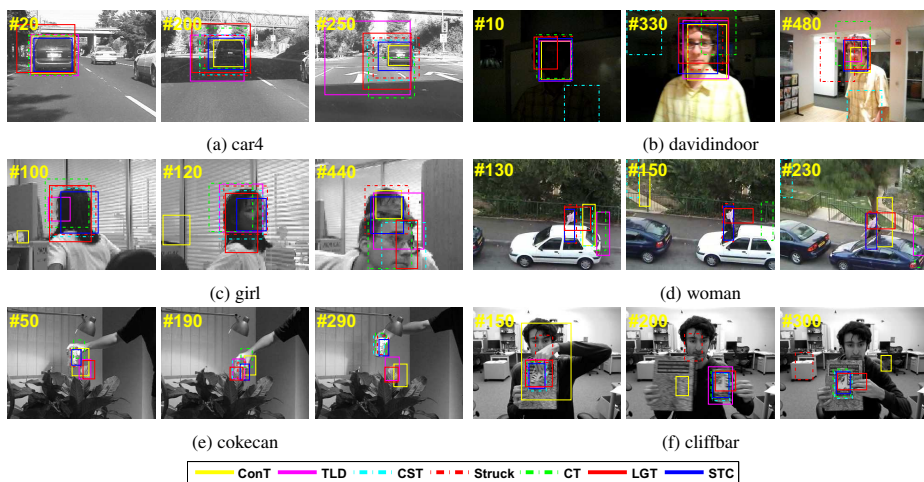 #20 #200 #250 #10 #330 #480
(a) car4 (b) davidindoor
#100 #120 #440 #130 #150 #230
(c) girl (d) woman
#50 #190 #290 #150 #200 #300
(e) cokecan (f) cliffbar
ConT TLD CST Struck CT LGT STC